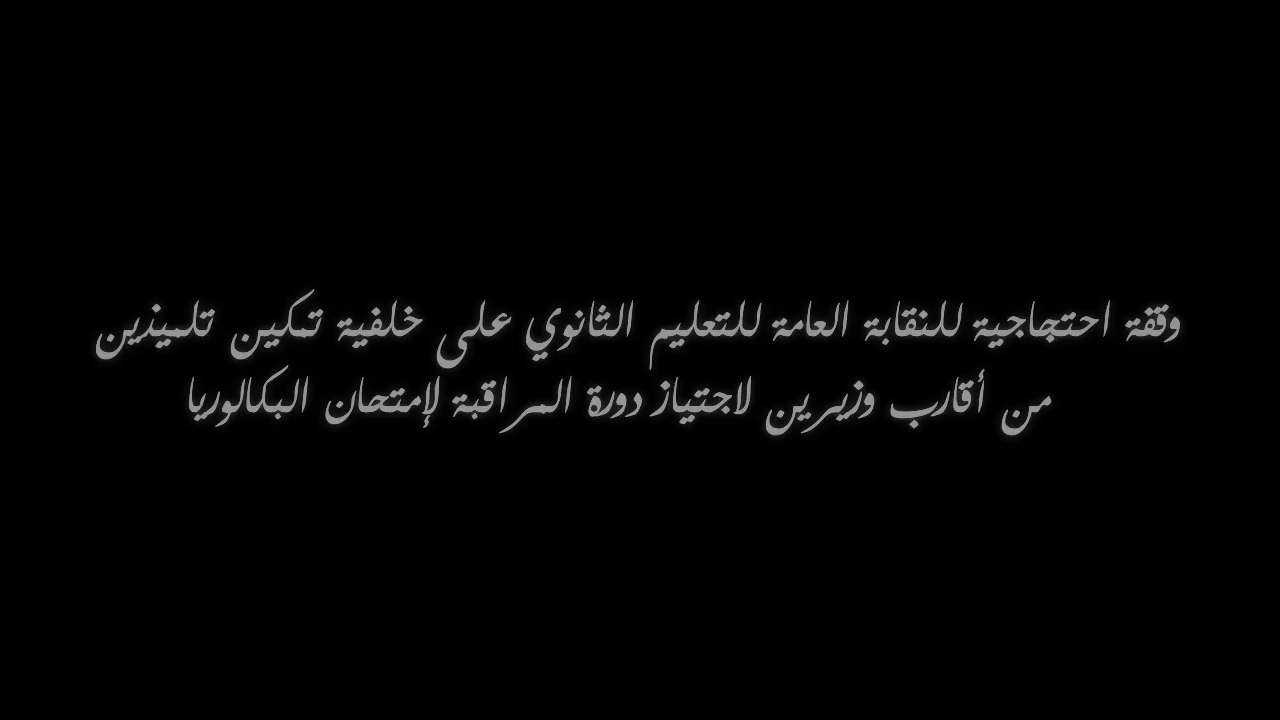 وقفة احتجاجية للنقابة العامة للتعليم الثانوي على خلفية تمكين تلميذين
من أقارب وزيرين لاجتياز دورة المراقبة لإمتحان البكالوريا